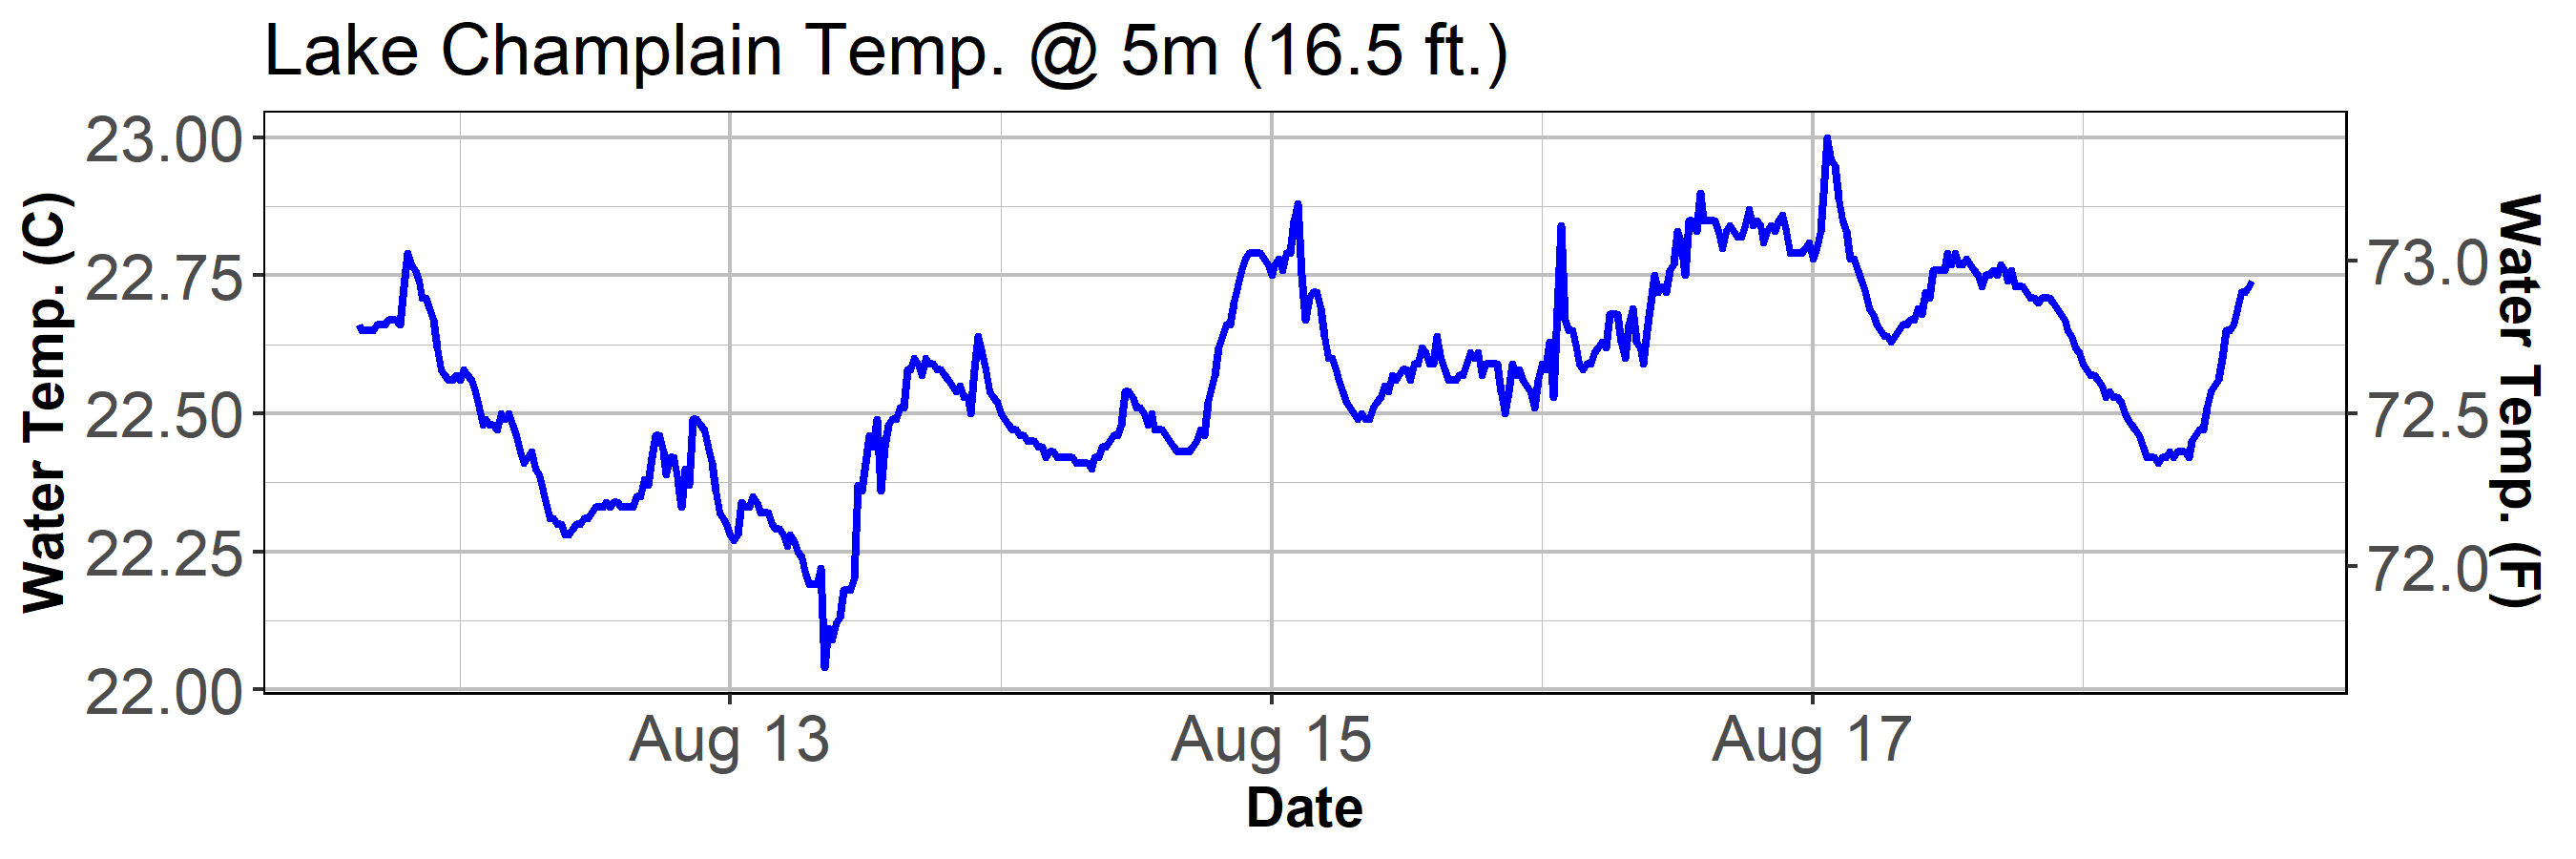 Lake Champlain Temp. @ 5m (16.5 ft.)
Water Temp. (C)
23.00
22.75
22.50
22.25
22.00
73.0
72.5
72.0
Water Temp. (F)
Aug 13 Aug 15 Aug 17
Date